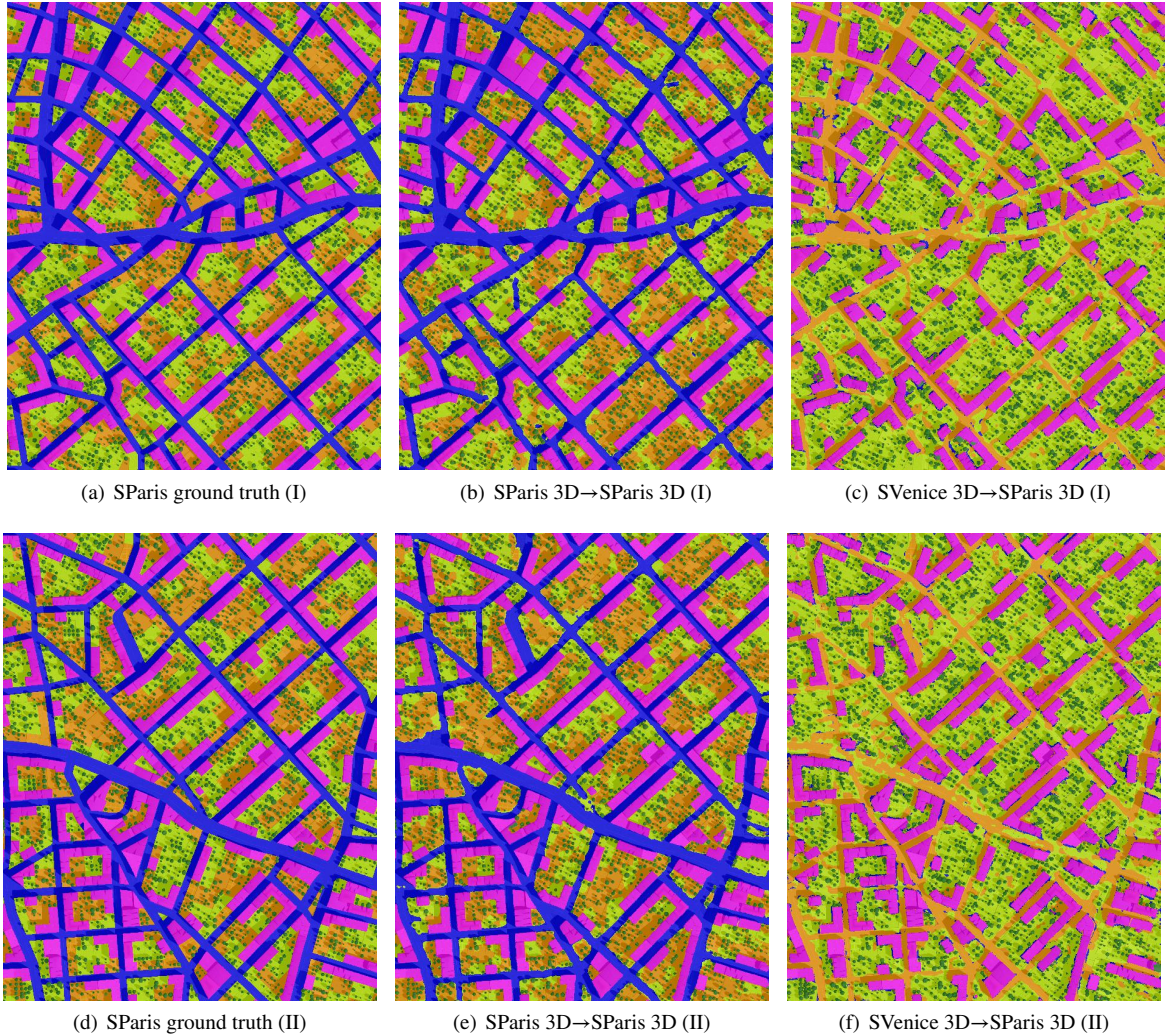 (a) SParis ground truth (I)
(b) SParis 3D→SParis 3D (I)
(c) SVenice 3D→SParis 3D (I)
(d) SParis ground truth (II)
(e) SParis 3D→SParis 3D (II)
(f) SVenice 3D→SParis 3D (II)